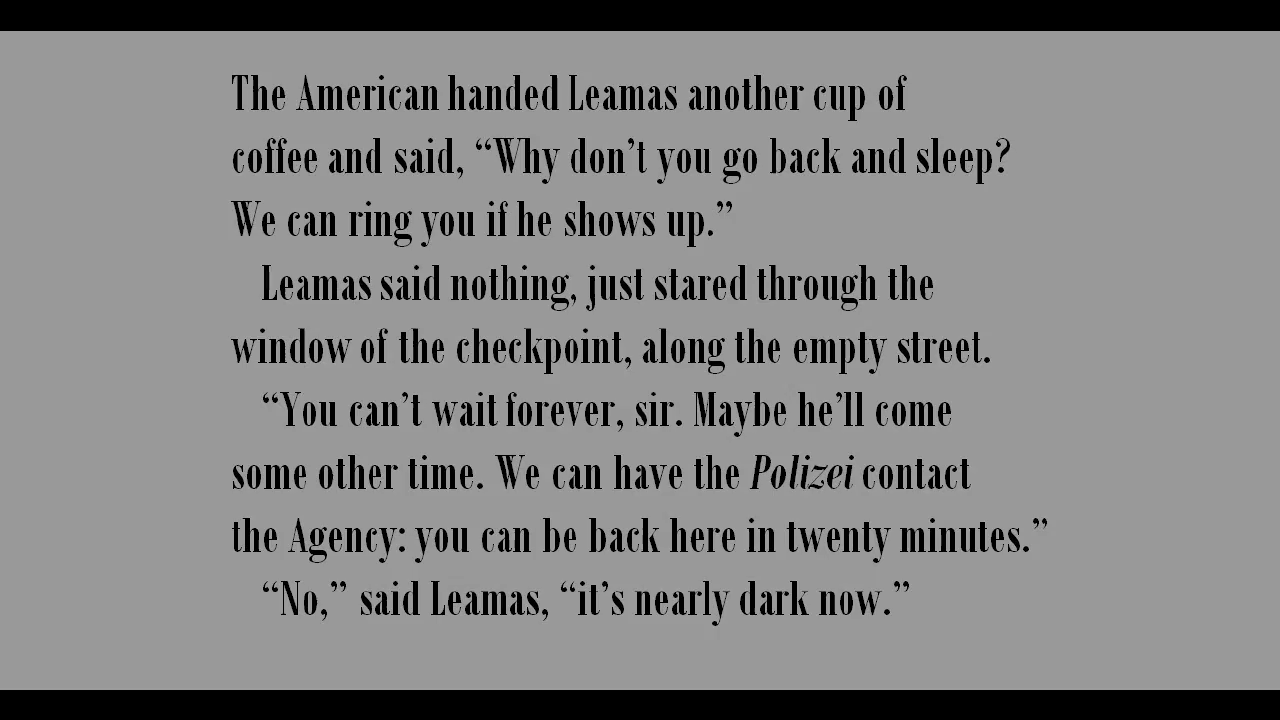 The American handed Leamas another cup of
coffee and said, “Why don’t you go back and sleep?
We can ring you if he shows up.”
Leamas said nothing, just stared through the
window of the checkpoint, along the empty street.
“You can’t wait forever, sir. Maybe he’ll come
some other time. We can have the Polizei contact
the Agency: you can be back here in twenty minutes.”
“No,” said Leamas, “it’s nearly dark now.”